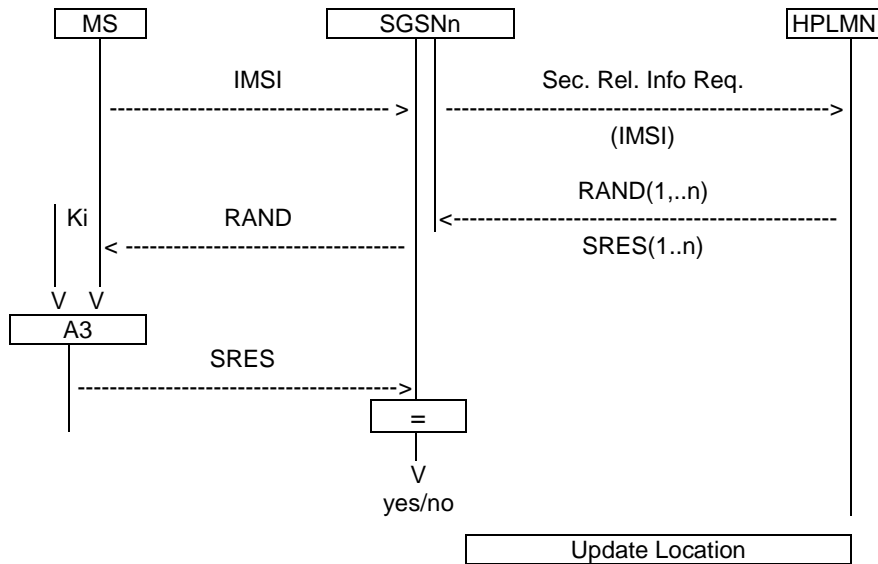 MS SGSNn HPLMN
IMSI Sec. Rel. Info Req.
--------------------------------------- > ------------------------------------------------------- >
(IMSI)
RAND(1,..n)
Ki RAND <-----------------------------------------------------
< --------------------------------------
SRES(1..n)
V V
A3
SRES
-------------------------------------------->
=
V
yes/no
Update Location